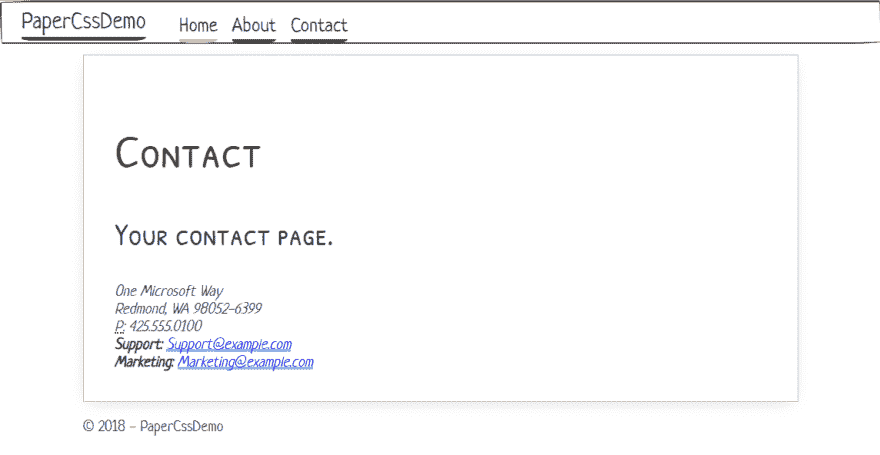 PaperCssDemo Home About Contact
Contact
Your contact page.
One Microsoft Way
Redmond, WA 98052-6399
P: 425.555.0100
Support: Support@example.com
Marketing: Marketing@example.com
© 2018 - PaperCssDemo